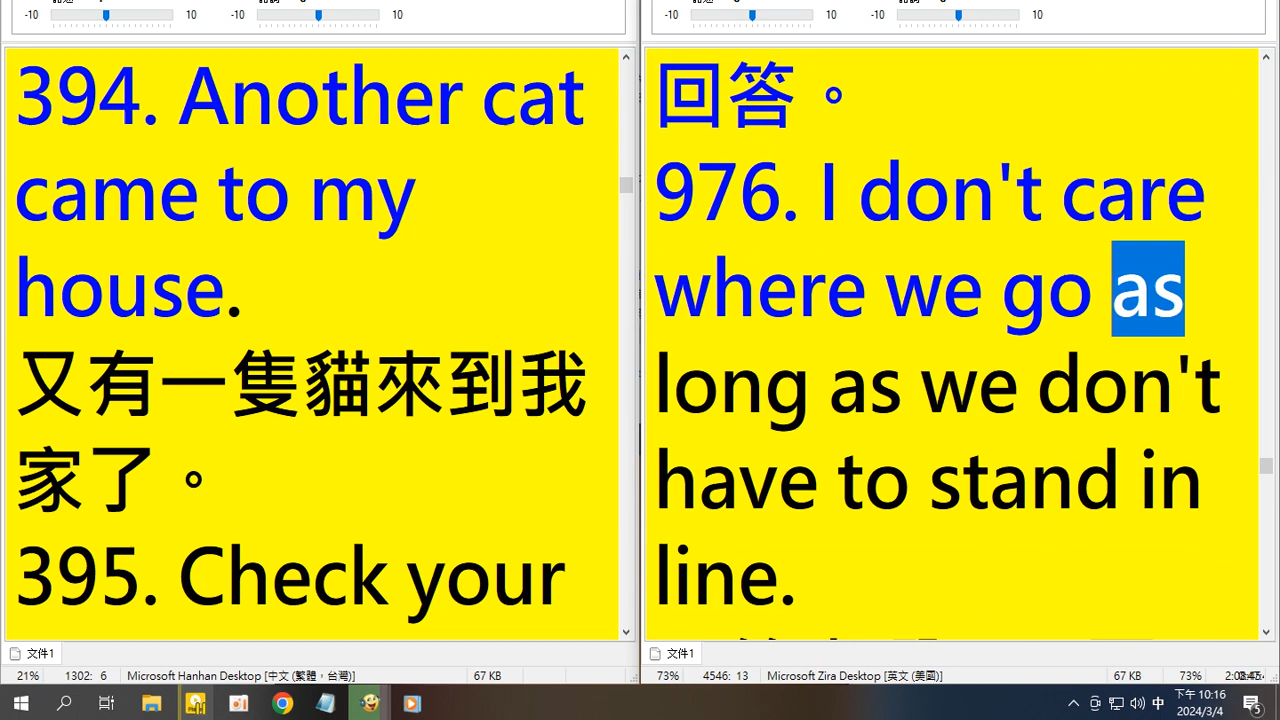 -10
10
-10
10
394. Another cat
came to my
house.
又有一隻貓來到我
家了。
395. Check your
文件1
21%
1302: 6
Microsoft Hanhan Desktop [中文 (繁體，台灣)]
67 KB
-10
10
-10
10
回答。
976. I don't care
where we go as
long as we don't
have to stand in
line.
文件1
73%
4546: 13
Microsoft Zira Desktop [英文 (美國)]
67 KB
73%
中
下午 10:16
2024/3/4
5